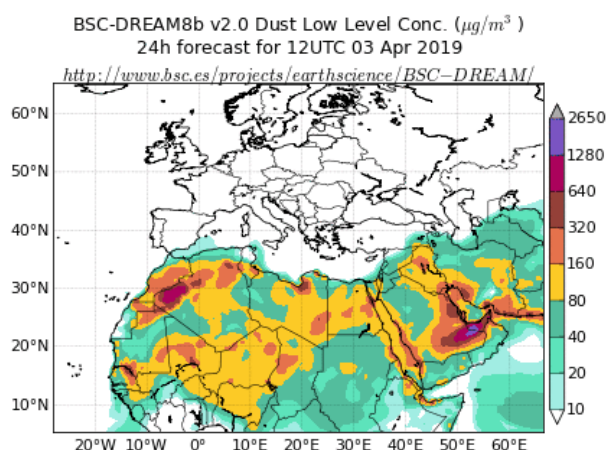 BSC-DREAM8b v2.0 Dust Low Level Conc. (μg/m³ )
24h forecast for 12UTC 03 Apr 2019
http://www.bsc.es/projects/earthscience/BSC−DREAM/
60°N
50°N
40°N
30°N
20°N
10°N
20°W 10°W 0° 10°E 20°E 30°E 40°E 50°E 60°E
2650
1280
640
320
160
80
40
20
10